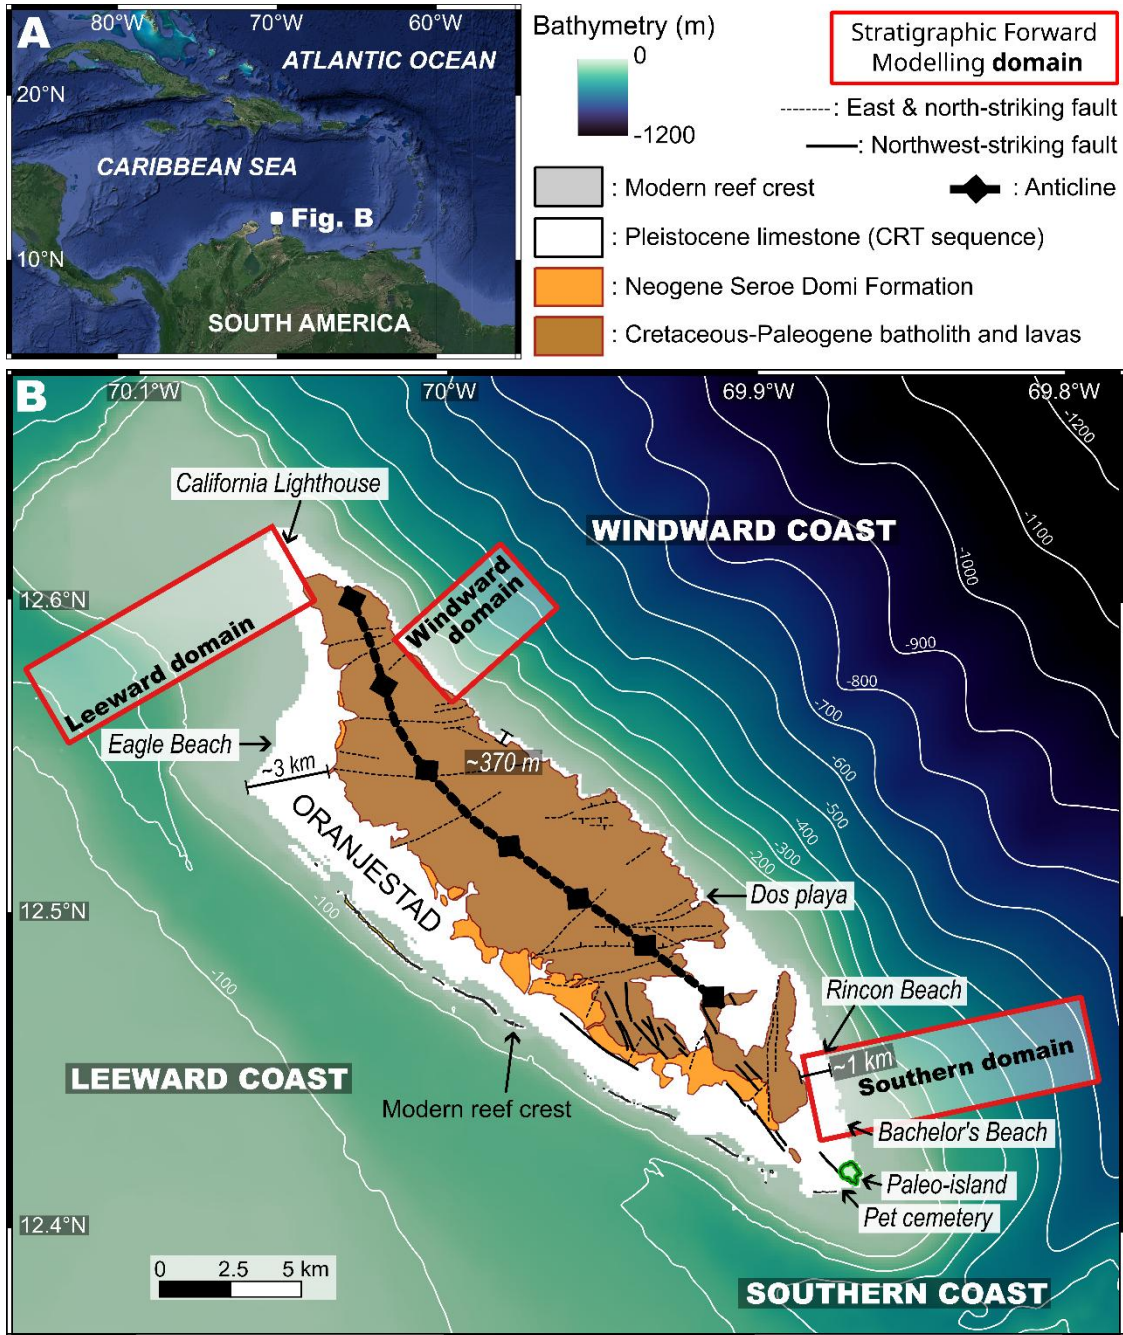 A
80°W
70°W
60°W
ATLANTIC OCEAN
20°N
CARIBBEAN SEA
Fig. B
10°N
SOUTH AMERICA
Bathymetry (m)
0
-1200
Stratigraphic Forward
Modelling domain
: East & north-striking fault
: Northwest-striking fault
: Modern reef crest
: Anticline
: Pleistocene limestone (CRT sequence)
: Neogene Seroe Domi Formation
: Cretaceous-Paleogene batholith and lavas
B
70.1°W
70°W
69.9°W
69.8°W
-1200
-1100
-1000
-900
-800
-700
-600
-500
-400
-300
-200
California Lighthouse
WINDWARD COAST
12.6°N
Windward
domain
Leeward domain
Eagle Beach
~3 km
~370 m
ORANJESTAD
Dos playa
12.5°N
-100
-100
Rincon Beach
~1 km
Southern domain
LEEWARD COAST
Modern reef crest
Bachelor's Beach
Paleo-island
Pet cemetery
12.4°N
0 2.5 5 km
SOUTHERN COAST